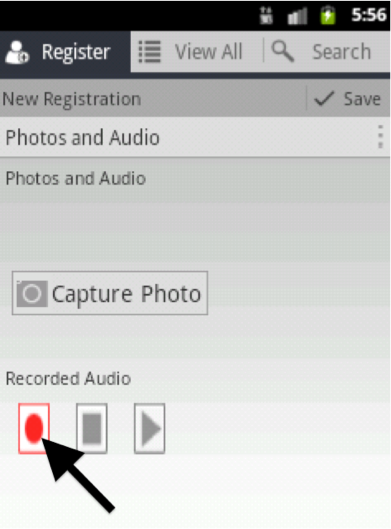 5:56
Register View All Search
New Registration Save
Photos and Audio
Photos and Audio
Capture Photo
Recorded Audio